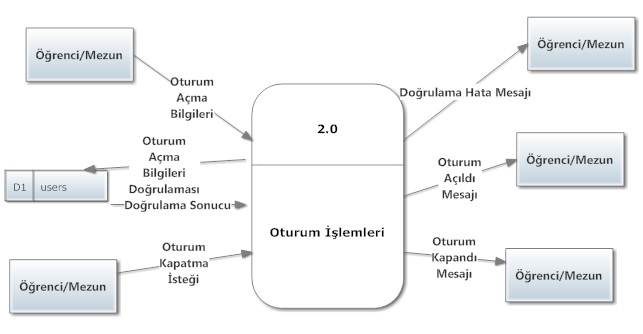 Öğrenci/Mezun
Oturum
Açma
Bilgileri
Öğrenci/Mezun
2.0
Doğrulama Hata Mesajı
Oturum
Açma
Bilgileri
Doğrulaması
D1 users
Doğrulama Sonucu
Oturum
Açıldı
Mesajı
Öğrenci/Mezun
Oturum İşlemleri
Öğrenci/Mezun
Oturum
Kapatma
İsteği
Oturum
Kapandı
Mesajı
Öğrenci/Mezun